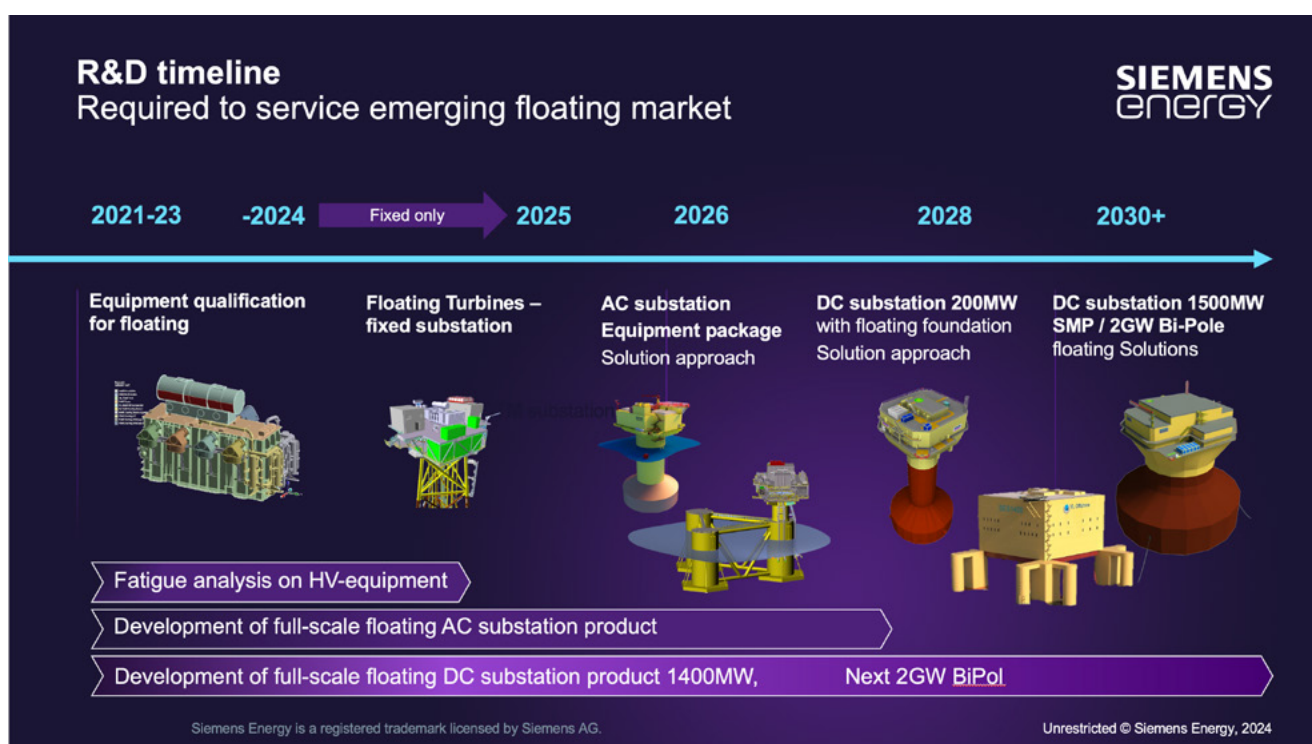 R&D timeline
Required to service emerging floating market
SIEMENS
energy
2021-23
-2024
Fixed only
2025
2026
2028
2030+
Equipment qualification
for floating
Floating Turbines –
fixed substation
AC substation
Equipment package
Solution approach
DC substation 200MW
with floating foundation
Solution approach
DC substation 1500MW
SMP / 2GW Bi-Pole
floating Solutions
substation
Fatigue analysis on HV-equipment
Development of full-scale floating AC substation product
Development of full-scale floating DC substation product 1400MW, Next 2GW BiPol
Siemens Energy is a registered trademark licensed by Siemens AG.
Unrestricted © Siemens Energy, 2024